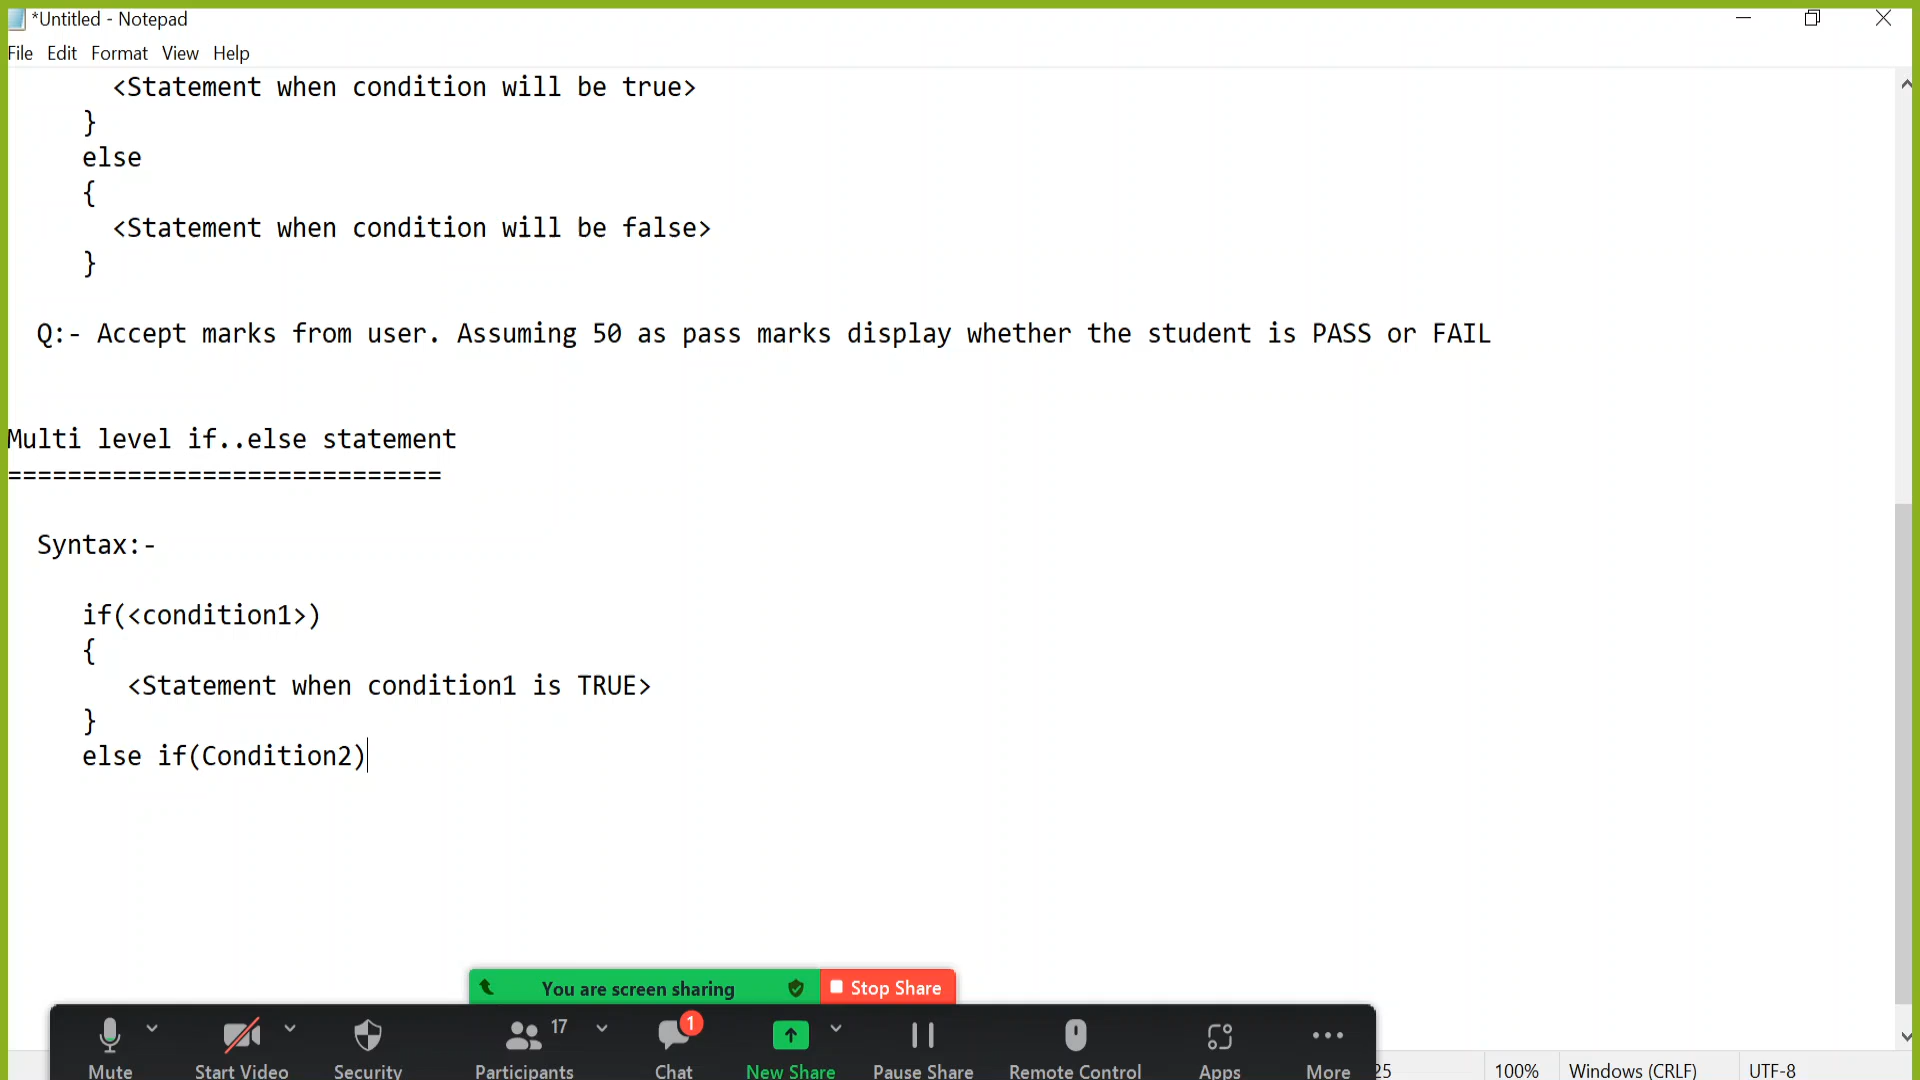 *Untitled - Notepad
File Edit Format View Help
<Statement when condition will be true>
}
else
{
<Statement when condition will be false>
}
Q:- Accept marks from user. Assuming 50 as pass marks display whether the student is PASS or FAIL
Multi level if..else statement
=============================
Syntax:-
if(<condition1>)
{
<Statement when condition1 is TRUE>
}
else if(Condition2)
You are screen sharing Stop Share
17 1
Mute Start Video Security Participants Chat New Share Pause Share Remote Control Apps More
25 100% Windows (CRLF) UTF-8